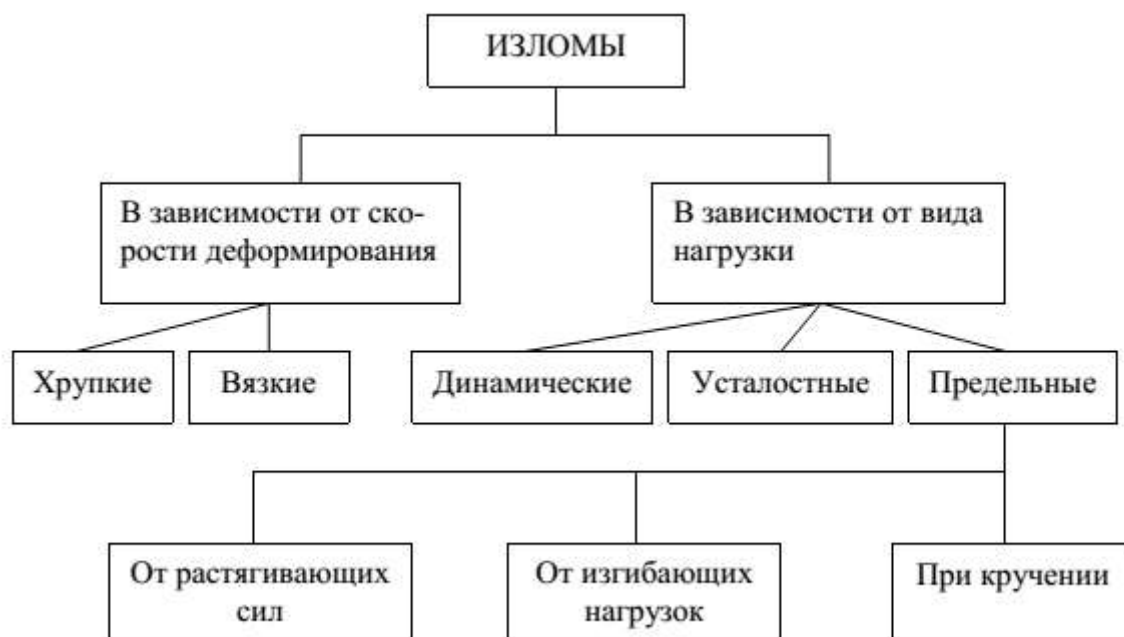 ИЗЛОМЫ
В зависимости от ско-
рости деформирования
В зависимости от вида
нагрузки
Хрупкие
Вязкие
Динамические
Усталостные
Предельные
От растягивающих
сил
От изгибающих
нагрузок
При кручении